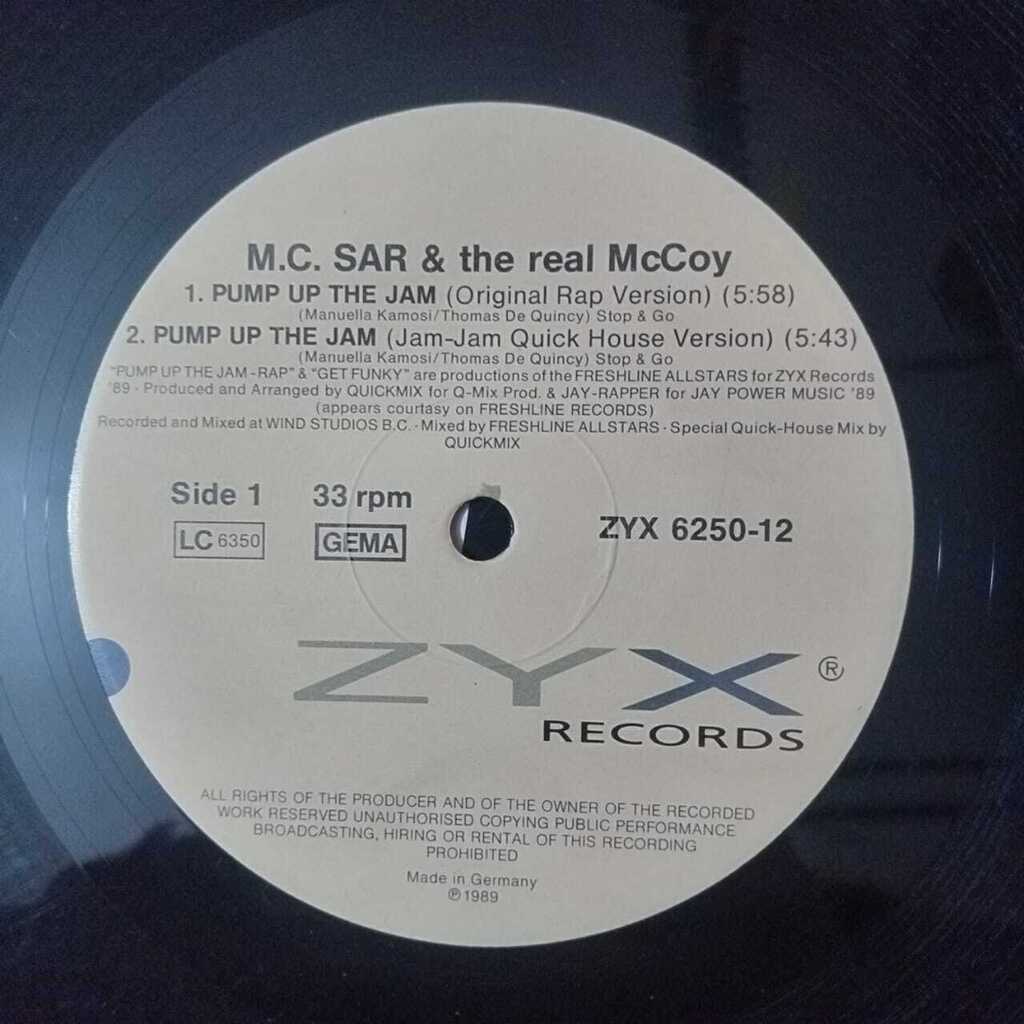 M.C. SAR & the real McCoy
1. PUMP UP THE JAM (Original Rap Version) (5:58)
(Manuella Kamosi/Thomas De Quincy) Stop & Go
2. PUMP UP THE JAM (Jam-Jam Quick House Version) (5:43)
(Manuella Kamosi/Thomas De Quincy) Stop & Go
"PUMP UP THE JAM - RAP" & "GET FUNKY" are productions of the FRESHLINE ALLSTARS for ZYX Records
'89 · Produced and Arranged by QUICKMIX for Q-Mix Prod. & JAY-RAPPER for JAY POWER MUSIC '89
(appears courtasy on FRESHLINE RECORDS)
Recorded and Mixed at WIND STUDIOS B.C. · Mixed by FRESHLINE ALLSTARS · Special Quick-House Mix by
QUICKMIX
Side 1 33 rpm
LC 6350 GEMA ZYX 6250-12
ZYX ®
RECORDS
ALL RIGHTS OF THE PRODUCER AND OF THE OWNER OF THE RECORDED
WORK RESERVED UNAUTHORISED COPYING PUBLIC PERFORMANCE
BROADCASTING, HIRING OR RENTAL OF THIS RECORDING
PROHIBITED
Made in Germany
℗ 1989